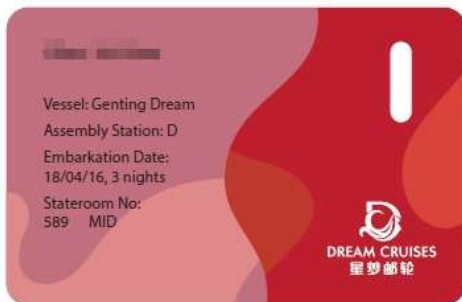 Vessel: Genting Dream
Assembly Station: D
Embarkation Date:
18/04/16, 3 nights
Stateroom No:
589 MID
DREAM CRUISES
星梦邮轮